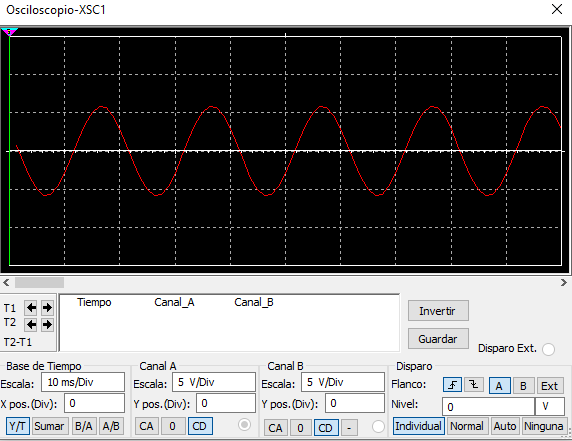 Osciloscopio-XSC1
T1
T2
T2-T1
Tiempo Canal_A Canal_B
Invertir
Guardar
Disparo Ext.
Base de Tiempo
Escala: 10 ms/Div
X pos.(Div): 0
Y/T Sumar B/A A/B
Canal A
Escala: 5 V/Div
Y pos.(Div): 0
CA 0 CD
Canal B
Escala: 5 V/Div
Y pos.(Div): 0
CA 0 CD -
Disparo
Flanco: A B Ext
Nivel: 0 V
Individual Normal Auto Ninguna